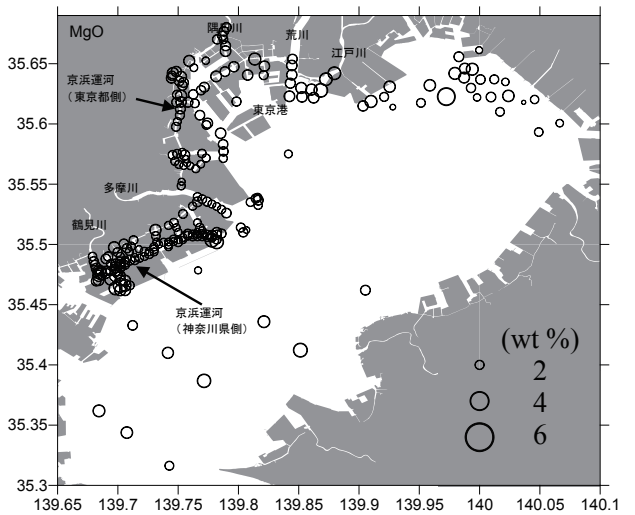 MgO
隅田川
荒川
江戸川
35.65
京浜運河
（東京都側）
東京港
35.6
35.55
多摩川
鶴見川
35.5
35.45
京浜運河
（神奈川県側）
(wt %)
35.4
2
4
35.35
6
35.3
139.65 139.7 139.75 139.8 139.85 139.9 139.95 140 140.05 140.1